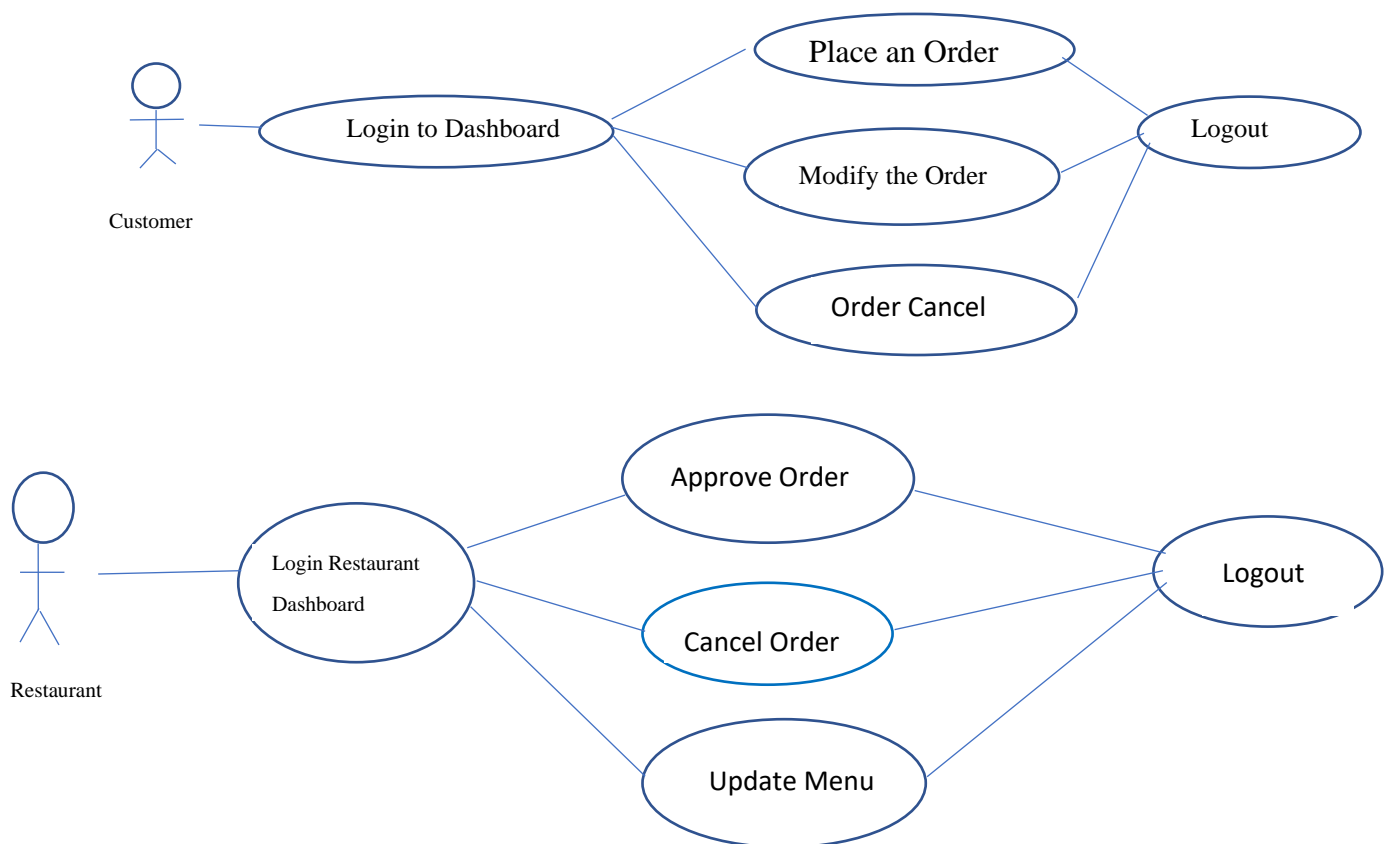 Place an Order
Login to Dashboard
Logout
Modify the Order
Customer
Order Cancel
Approve Order
Login Restaurant
Dashboard
Logout
Cancel Order
Restaurant
Update Menu